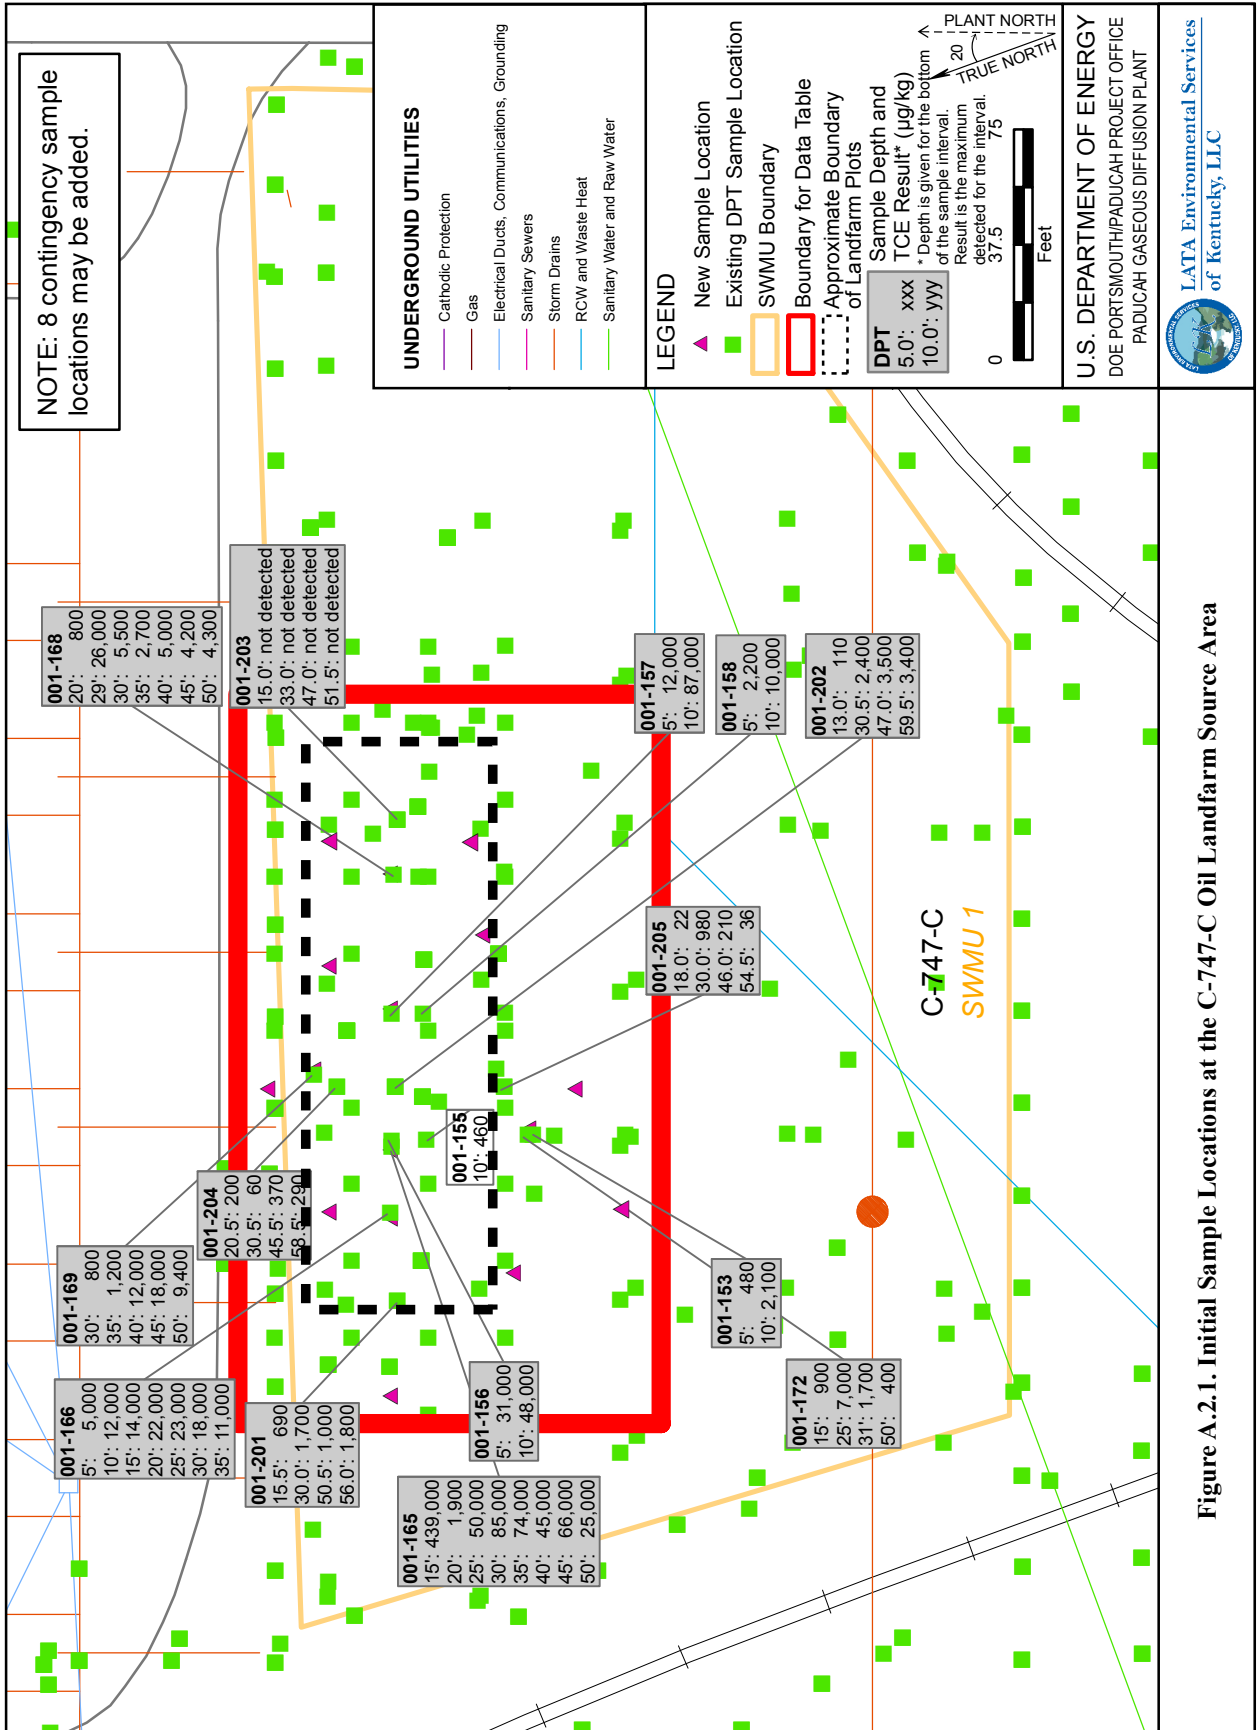 NOTE: 8 contingency sample
locations may be added.
001-168
20': 800
29': 26,000
30': 5,500
35': 2,700
40': 5,000
45': 4,200
50': 4,300
001-203
15.0': not detected
33.0': not detected
47.0': not detected
51.5': not detected
001-169
30': 800
35': 1,200
40': 12,000
45': 18,000
50': 9,400
001-204
20.5': 200
30.5': 60
45.5': 370
58.5': 290
001-166
5': 5,000
10': 12,000
15': 14,000
20': 22,000
25': 23,000
30': 18,000
35': 11,000
001-201
15.5': 690
30.0': 1,700
50.5': 1,000
56.0': 1,800
001-165
15': 439,000
20': 1,900
25': 50,000
30': 85,000
35': 74,000
40': 45,000
45': 66,000
50': 25,000
001-156
5': 31,000
10': 48,000
001-155
10': 460
001-157
5': 12,000
10': 87,000
001-158
5': 2,200
10': 10,000
001-202
13.0': 110
30.5': 2,400
47.0': 3,500
59.5': 3,400
001-205
18.0': 22
30.0': 980
46.0': 210
54.5': 36
001-153
5': 480
10': 2,100
001-172
15': 900
25': 7,000
31': 1,700
50': 400
C-747-C
SWMU 1
UNDERGROUND UTILITIES
Cathodic Protection
Gas
Electrical Ducts, Communications, Grounding
Sanitary Sewers
Storm Drains
RCW and Waste Heat
Sanitary Water and Raw Water
LEGEND
New Sample Location
Existing DPT Sample Location
SWMU Boundary
Boundary for Data Table
Approximate Boundary
of Landfarm Plots
DPT
5.0': xxx
10.0': yyy
Sample Depth and
TCE Result* (µg/kg)
* Depth is given for the bottom
of the sample interval.
Result is the maximum
detected for the interval.
PLANT NORTH
20
TRUE NORTH
0 37.5 75
Feet
U.S. DEPARTMENT OF ENERGY
DOE PORTSMOUTH/PADUCAH PROJECT OFFICE
PADUCAH GASEOUS DIFFUSION PLANT
LATA Environmental Services
of Kentucky, LLC
Figure A.2.1. Initial Sample Locations at the C-747-C Oil Landfarm Source Area